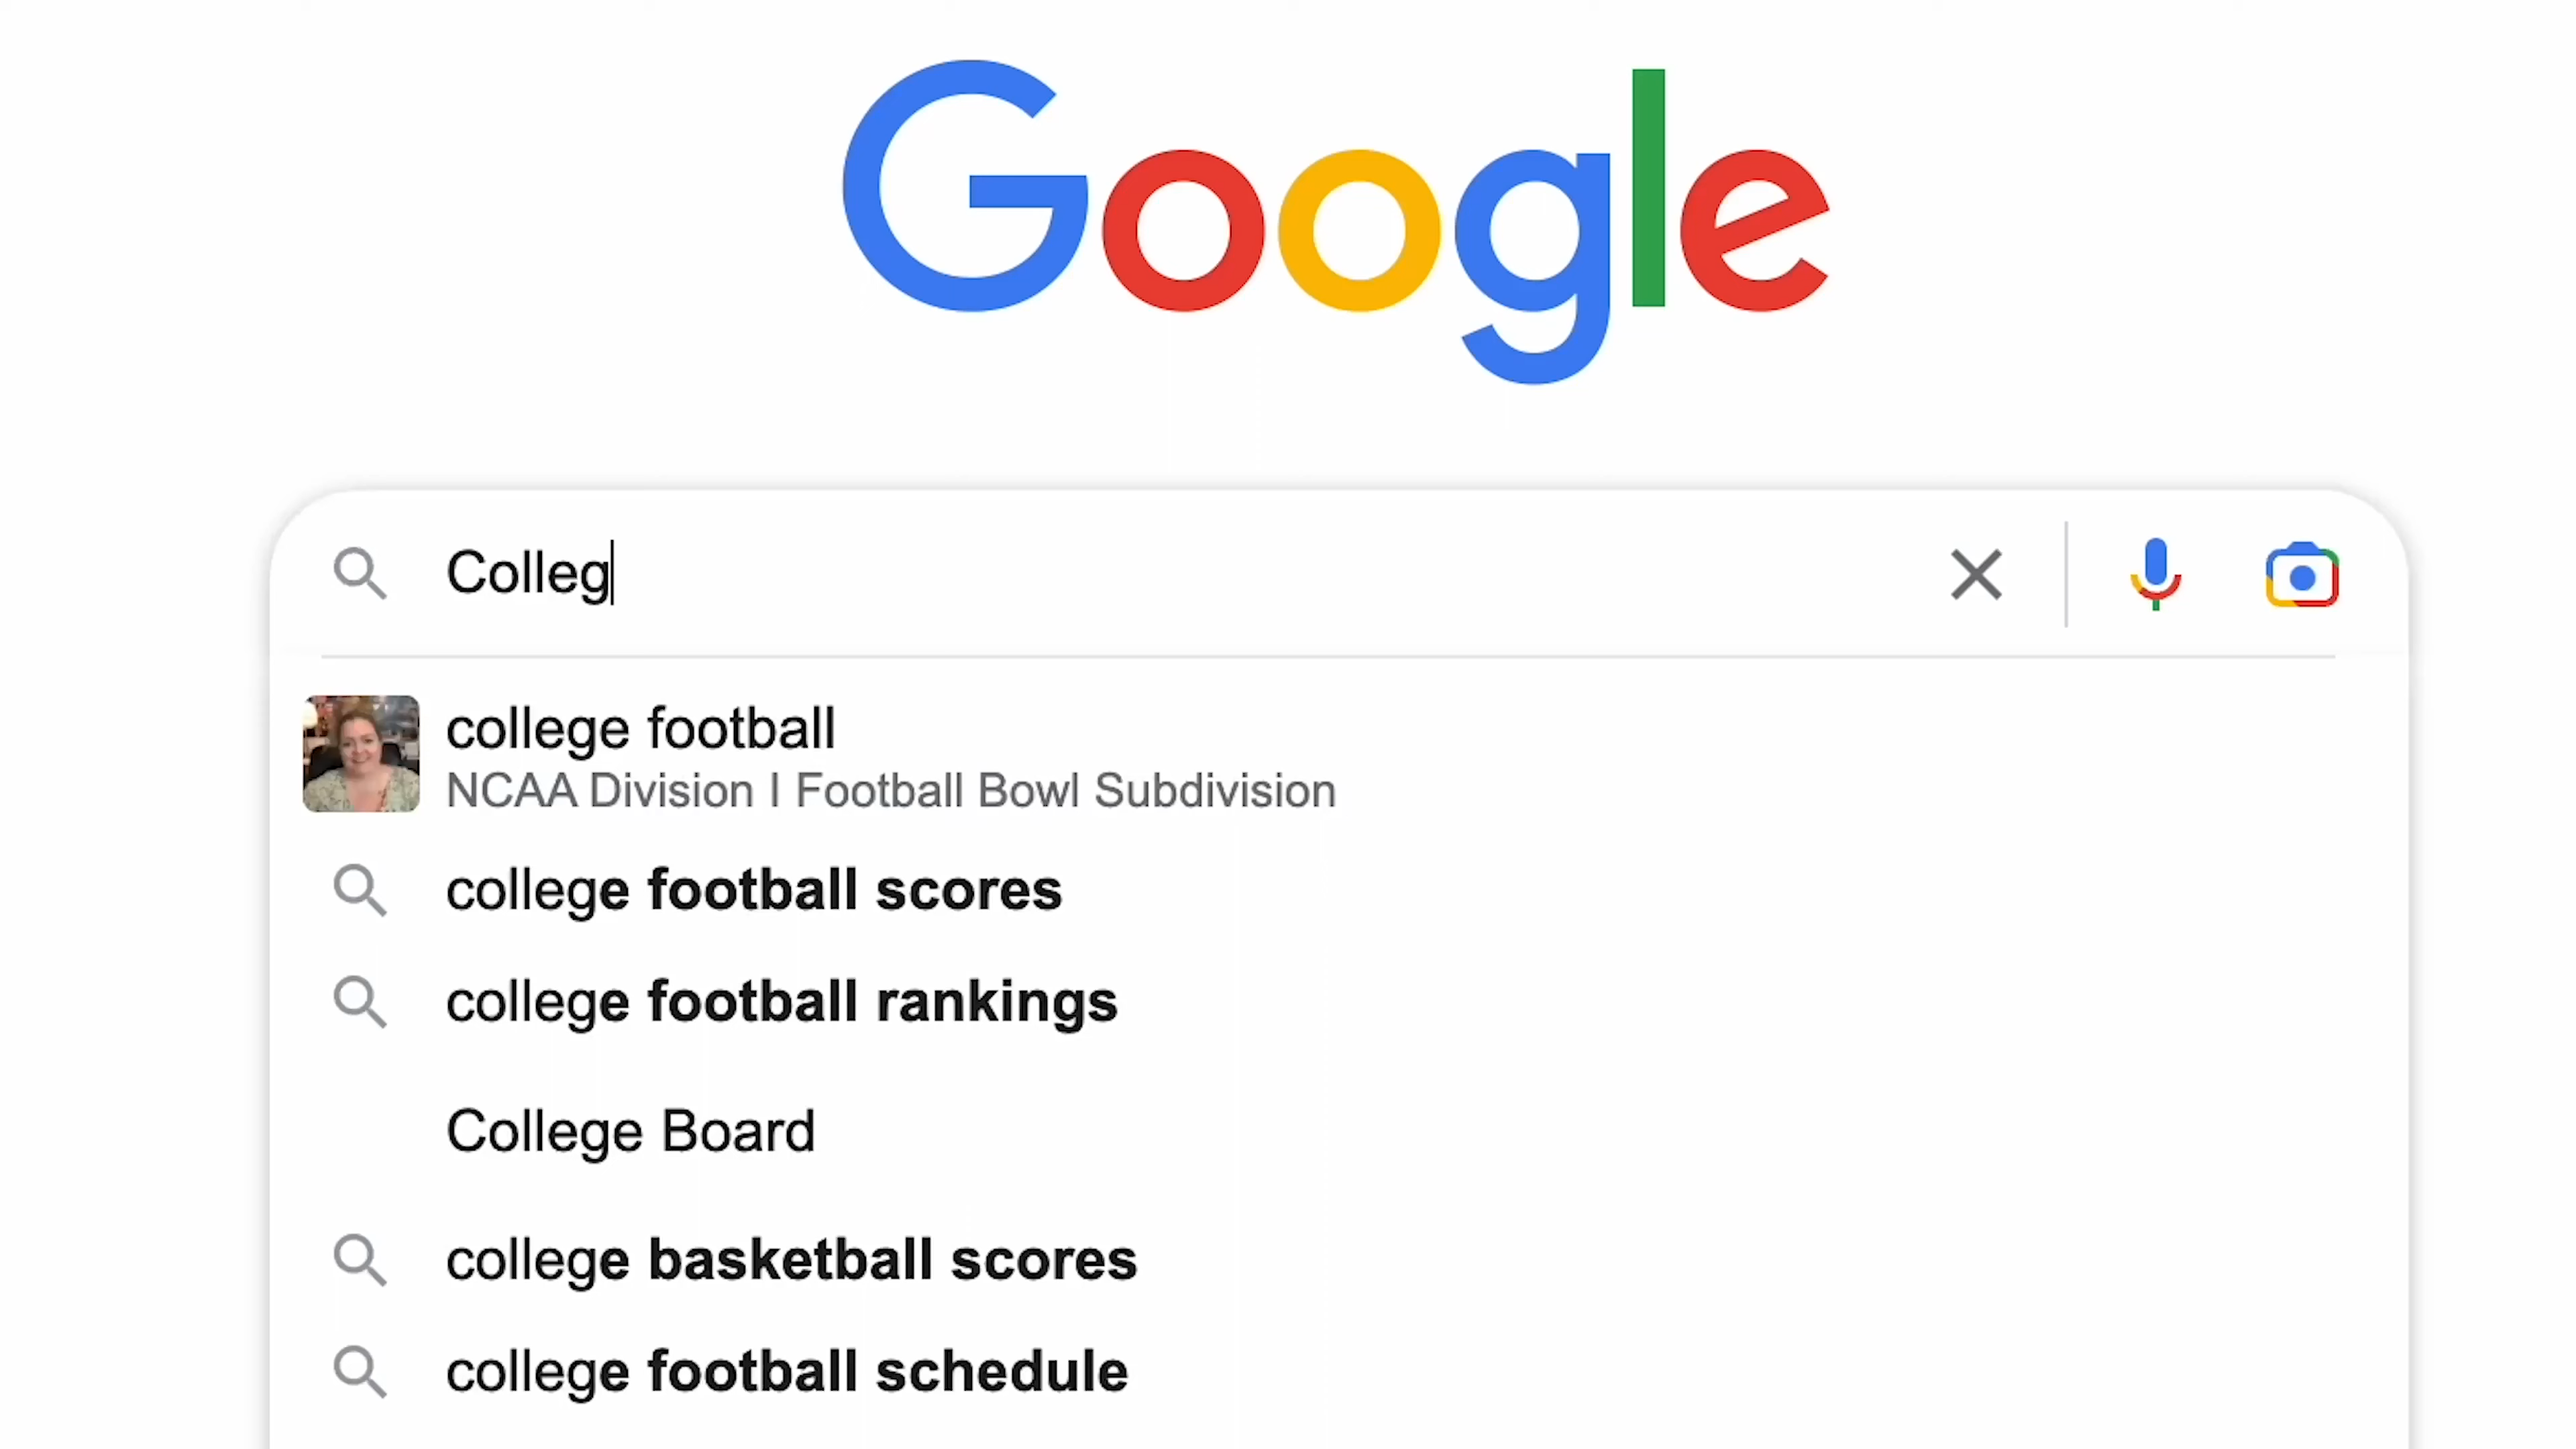 Google
Colleg
college football
NCAA Division I Football Bowl Subdivision
college football scores
college football rankings
College Board
college basketball scores
college football schedule